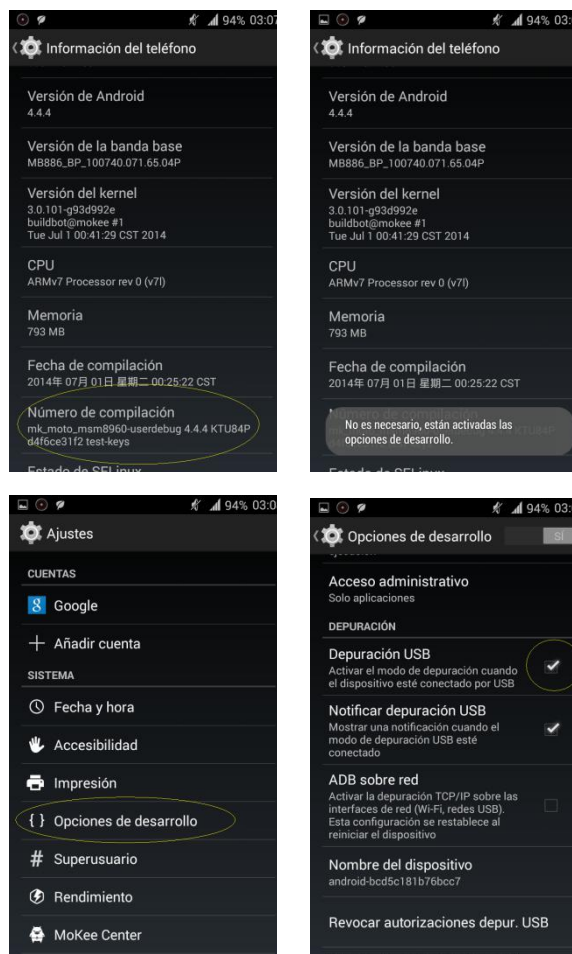 94% 03:07
Información del teléfono
Versión de Android
4.4.4
Versión de la banda base
MB886_BP_100740.071.65.04P
Versión del kernel
3.0.101-g93d992e
buildbot@mokee #1
Tue Jul 1 00:41:29 CST 2014
CPU
ARMv7 Processor rev 0 (v7l)
Memoria
793 MB
Fecha de compilación
2014年 07月 01日 星期二 00:25:22 CST
Número de compilación
mk_moto_msm8960-userdebug 4.4.4 KTU84P
d4f6ce31f2 test-keys
Estado de SELinux
94% 03:
Información del teléfono
Versión de Android
4.4.4
Versión de la banda base
MB886_BP_100740.071.65.04P
Versión del kernel
3.0.101-g93d992e
buildbot@mokee #1
Tue Jul 1 00:41:29 CST 2014
CPU
ARMv7 Processor rev 0 (v7l)
Memoria
793 MB
Fecha de compilación
2014年 07月 01日 星期二 00:25:22 CST
No es necesario, están activadas las
opciones de desarrollo.
Estado de SELinux
94% 03:0
Ajustes
CUENTAS
8 Google
Añadir cuenta
SISTEMA
Fecha y hora
Accesibilidad
Impresión
{ } Opciones de desarrollo
# Superusuario
Rendimiento
MoKee Center
94% 03:
Opciones de desarrollo SÍ
Acceso administrativo
Solo aplicaciones
DEPURACIÓN
Depuración USB
Activar el modo de depuración cuando
el dispositivo esté conectado por USB
Notificar depuración USB
Mostrar una notificación cuando el
modo de depuración USB esté
conectado
ADB sobre red
Activar la depuración TCP/IP sobre las
interfaces de red (Wi-Fi, redes USB).
Esta configuración se restablece al
reiniciar el dispositivo
Nombre del dispositivo
android-bcd5c181b76bcc7
Revocar autorizaciones depur. USB